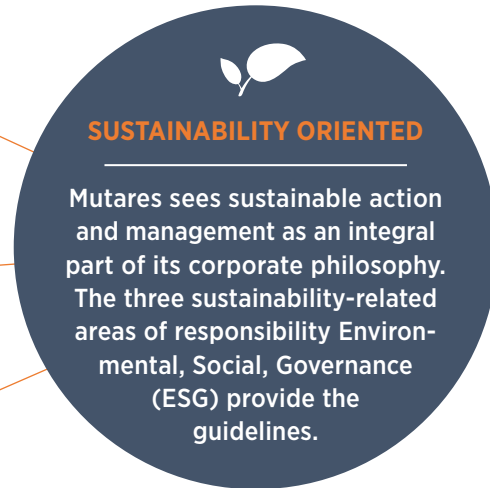 SUSTAINABILITY ORIENTED
Mutares sees sustainable action
and management as an integral
part of its corporate philosophy.
The three sustainability-related
areas of responsibility Environ-
mental, Social, Governance
(ESG) provide the
guidelines.